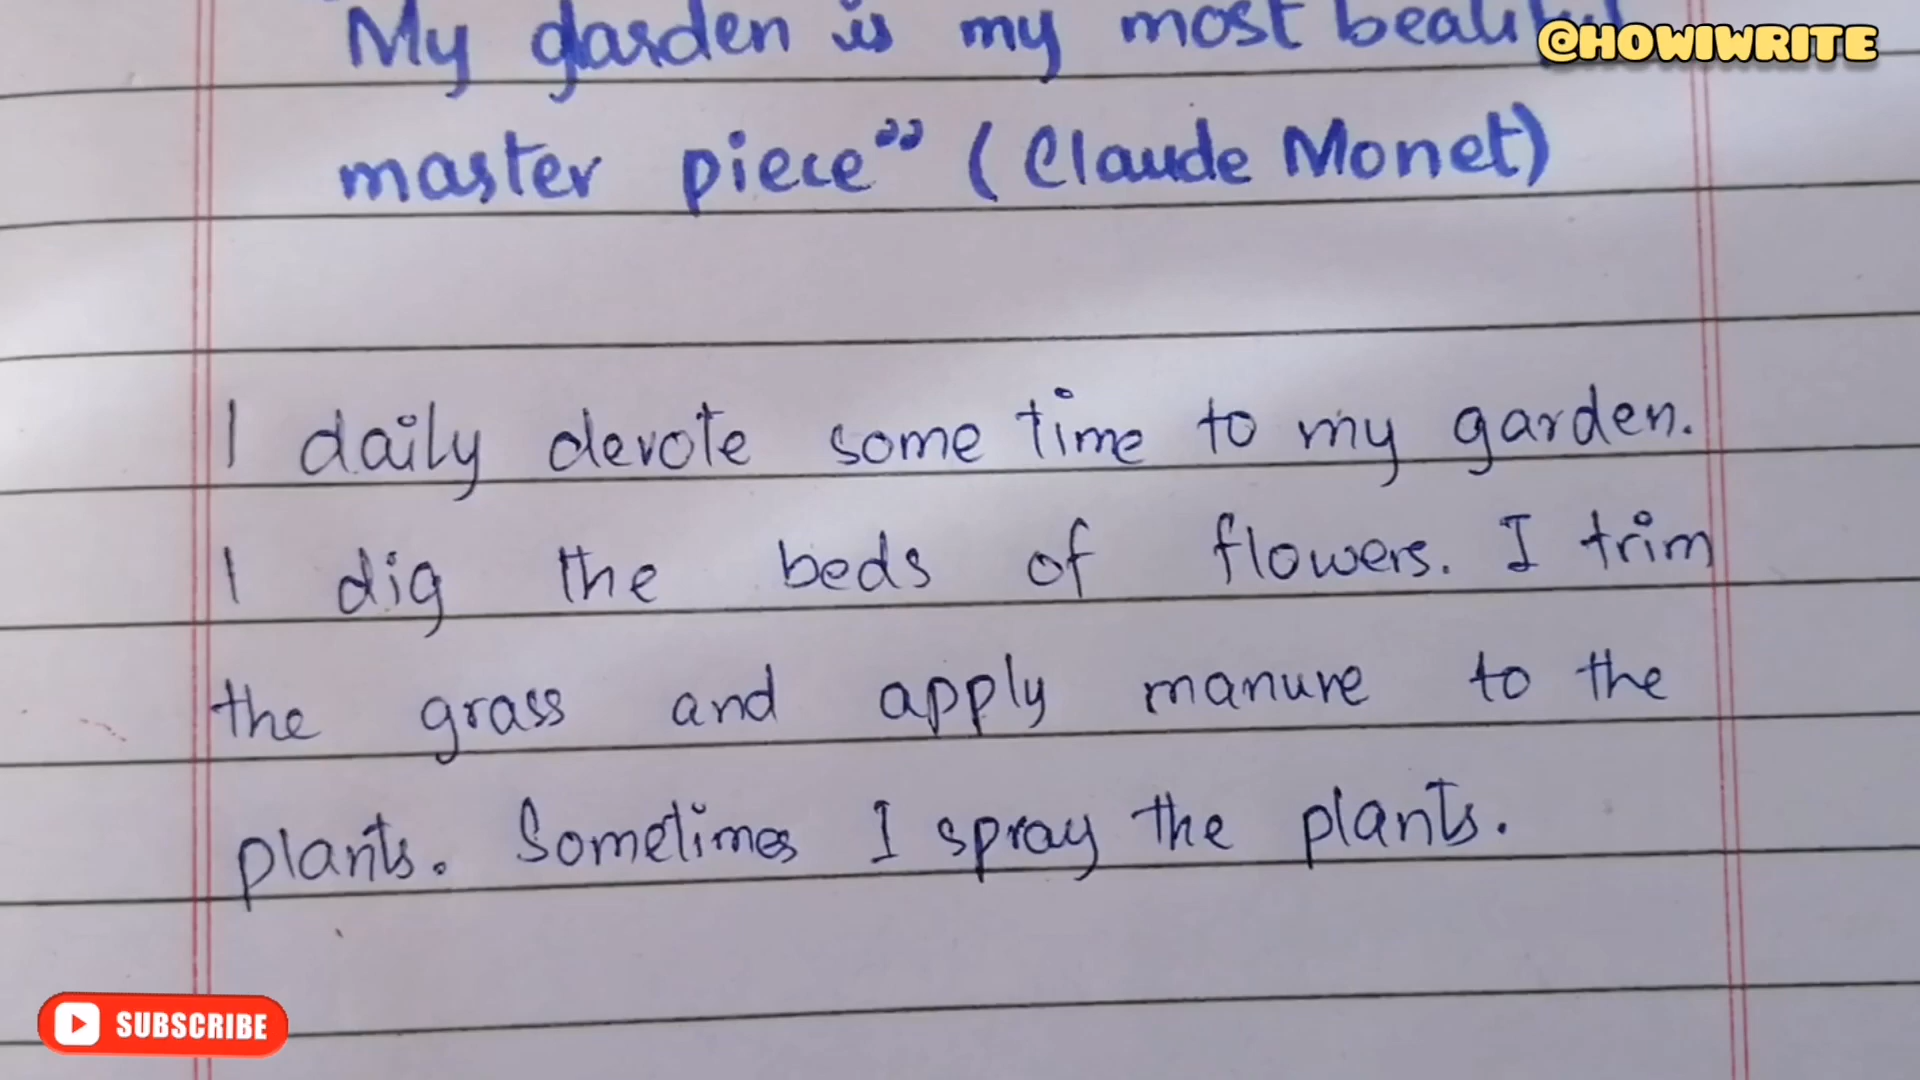 My garden is my most
@HOWIWRITE
master piece" (Claude Monet)
I daily devote some time to my garden.
I dig the beds of flowers. I trim
the grass and apply manure to the
plants. Sometimes I spray the plants.
SUBSCRIBE